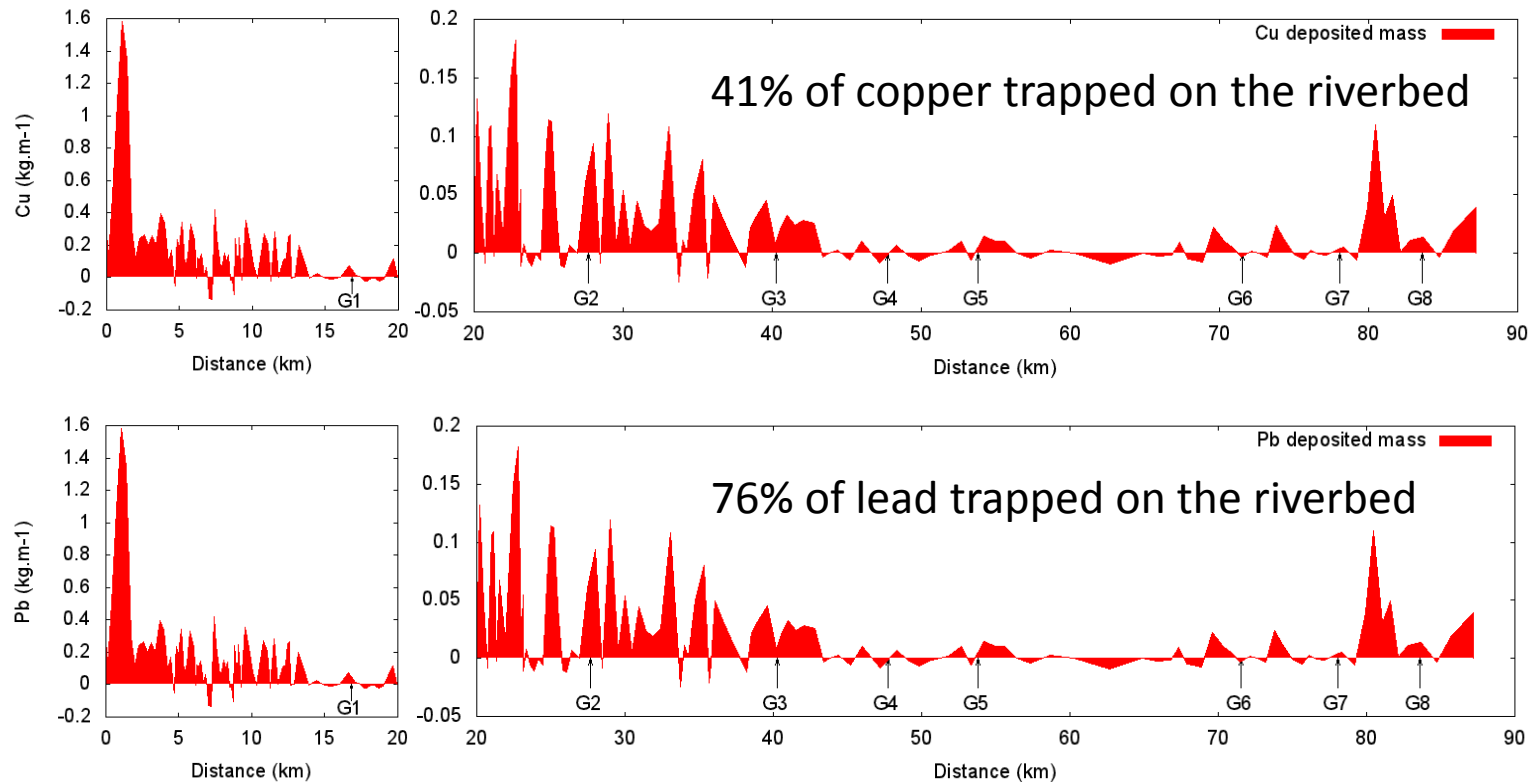 1.6
1.4
1.2
1
0.8
0.6
0.4
0.2
0
-0.2
Cu (kg.m-1)
G1
0 5 10 15 20
Distance (km)
0.2
0.15
0.1
0.05
0
-0.05
Cu deposited mass
41% of copper trapped on the riverbed
G2 G3 G4 G5 G6 G7 G8
20 30 40 50 60 70 80 90
Distance (km)
1.6
1.4
1.2
1
0.8
0.6
0.4
0.2
0
-0.2
Pb (kg.m-1)
G1
0 5 10 15 20
Distance (km)
0.2
0.15
0.1
0.05
0
-0.05
Pb deposited mass
76% of lead trapped on the riverbed
G2 G3 G4 G5 G6 G7 G8
20 30 40 50 60 70 80 90
Distance (km)